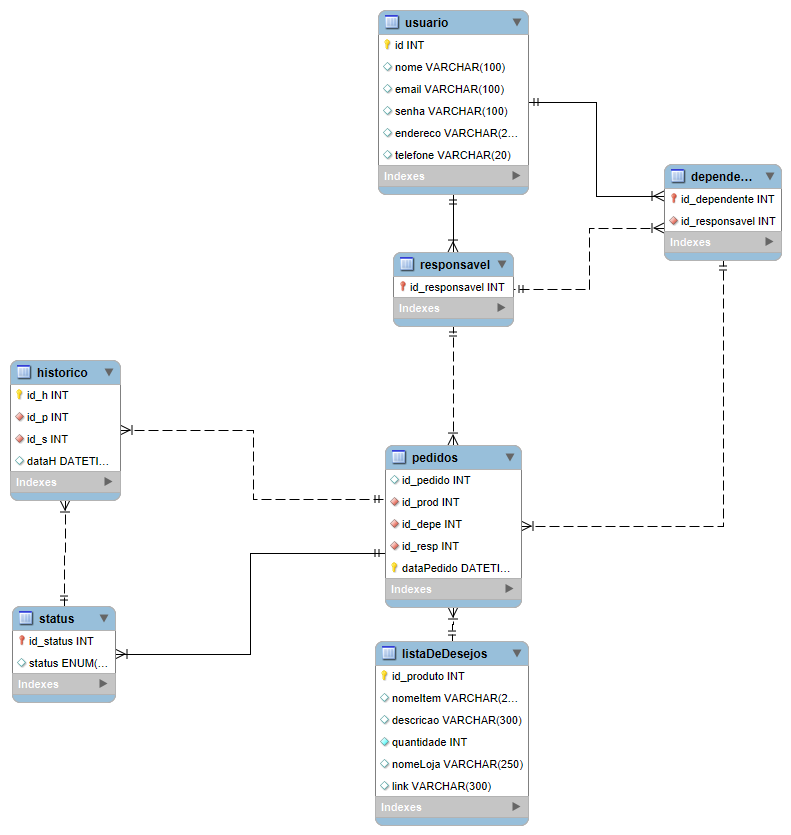 usuario
id INT
nome VARCHAR(100)
email VARCHAR(100)
senha VARCHAR(100)
endereco VARCHAR(2...
telefone VARCHAR(20)
Indexes
depende...
id_dependente INT
id_responsavel INT
Indexes
responsavel
id_responsavel INT
Indexes
historico
id_h INT
id_p INT
id_s INT
dataH DATETI...
Indexes
pedidos
id_pedido INT
id_prod INT
id_depe INT
id_resp INT
dataPedido DATETI...
Indexes
status
id_status INT
status ENUM(...
Indexes
listaDeDesejos
id_produto INT
nomeItem VARCHAR(2...
descricao VARCHAR(300)
quantidade INT
nomeLoja VARCHAR(250)
link VARCHAR(300)
Indexes